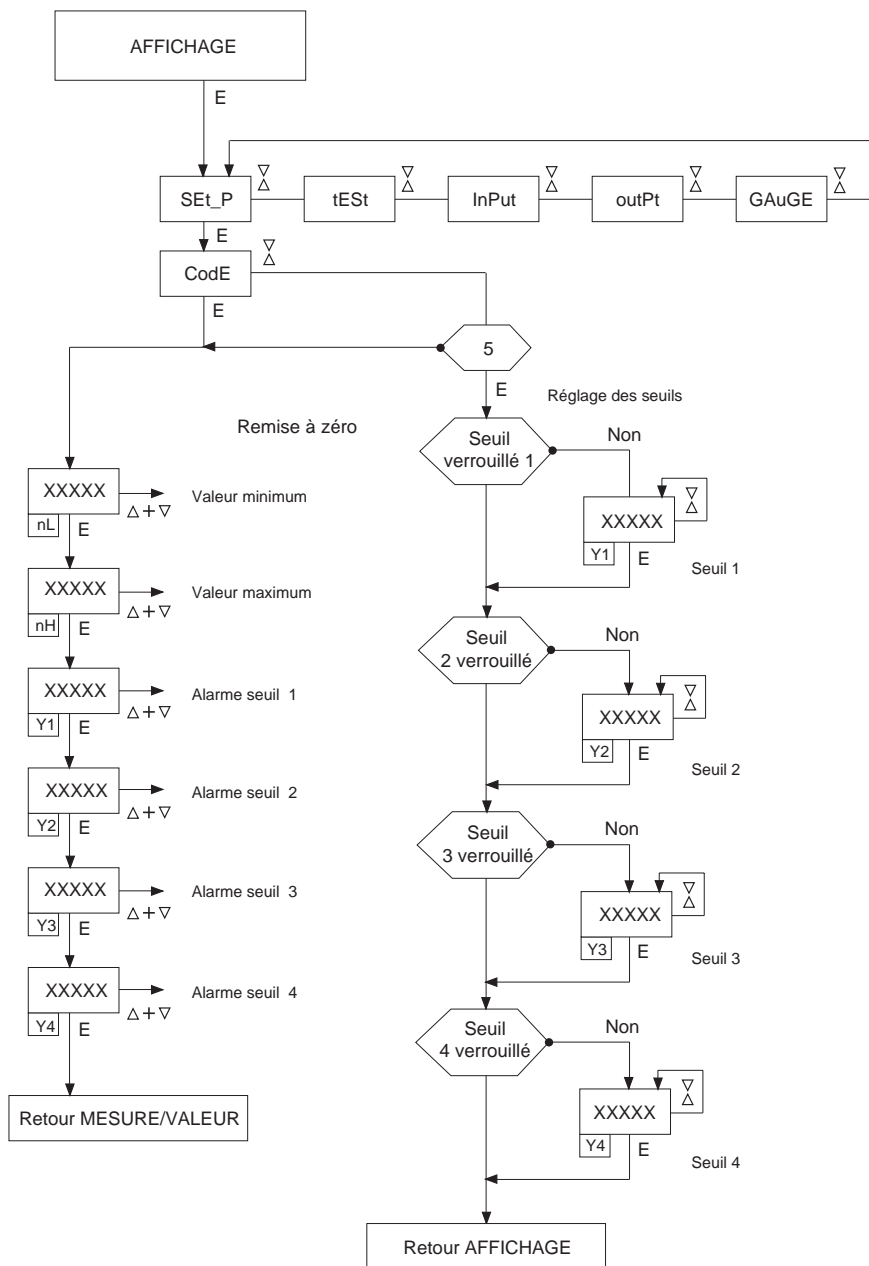 AFFICHAGE
E
SEt_P
tESt
InPut
outPt
GAuGE
E
CodE
E
5
E
Réglage des seuils
Remise à zéro
Seuil
verrouillé 1
Non
XXXXX
Y1
E
Seuil 1
XXXXX
nL
E
Valeur minimum
XXXXX
nH
E
Valeur maximum
XXXXX
Y1
E
Alarme seuil 1
XXXXX
Y2
E
Alarme seuil 2
XXXXX
Y3
E
Alarme seuil 3
XXXXX
Y4
E
Alarme seuil 4
Retour MESURE/VALEUR
Seuil
2 verrouillé
Non
XXXXX
Y2
E
Seuil 2
Seuil
3 verrouillé
Non
XXXXX
Y3
E
Seuil 3
Seuil
4 verrouillé
Non
XXXXX
Y4
E
Seuil 4
Retour AFFICHAGE